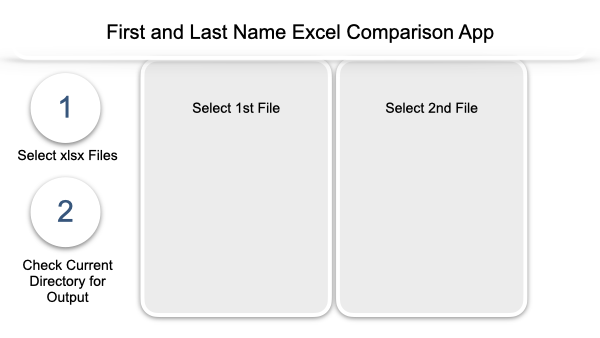 First and Last Name Excel Comparison App
1
Select xlsx Files
2
Check Current
Directory for
Output
Select 1st File
Select 2nd File